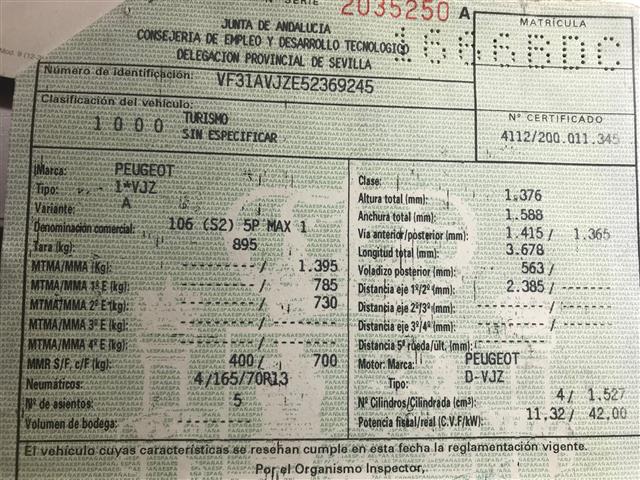 Nº SERIE 2035250 A
JUNTA DE ANDALUCIA
CONSEJERIA DE EMPLEO Y DESARROLLO TECNOLOGICO
DELEGACION PROVINCIAL DE SEVILLA
MATRÍCULA
1666BDC
Número de identificación: VF31AVJZE52369245
Clasificación del vehículo:
1000 TURISMO
SIN ESPECIFICAR
Nº CERTIFICADO
4112/200.011.345
Marca: PEUGEOT
Tipo: 1*VJZ
Variante: A
Denominación comercial: 106 (S2) 5P MAX 1
Tara (kg): 895
MTMA/MMA (Kg): --------/ 1.395
MTMA/MMA 1º E (kg): --------/ 785
MTMA/MMA 2º E (kg): --------/ 730
MTMA/MMA 3º E (kg): --------/--------
MTMA/MMA 4º E (kg): --------/--------
MMR S/F, c/F (kg): 400/ 700
Neumáticos: 4/165/70R13
Nº de asientos: 5
Volumen de bodega: --------
Clase:
Altura total (mm): 1.376
Anchura total (mm): 1.588
Via anterior/posterior (mm): 1.415 / 1.365
Longitud total (mm): 3.678
Voladizo posterior (mm): 563/
Distancia eje 1º/2º (mm): 2.385/--------
Distancia eje 2º/3º (mm): --------/--------
Distancia eje 3º/4º (mm): --------/--------
Distancia 5ª rueda/últ. (mm): --------/--------
Motor: Marca: PEUGEOT
Tipo: D-VJZ
Nº Cilindros/Cilindrada (cm³): 4/ 1.527
Potencia fiskal/real (C.V.F/kW): 11.32/ 42.00
El vehículo cuyas características se reseñan cumple en esta fecha la reglamentación vigente.
Por el Organismo Inspector,